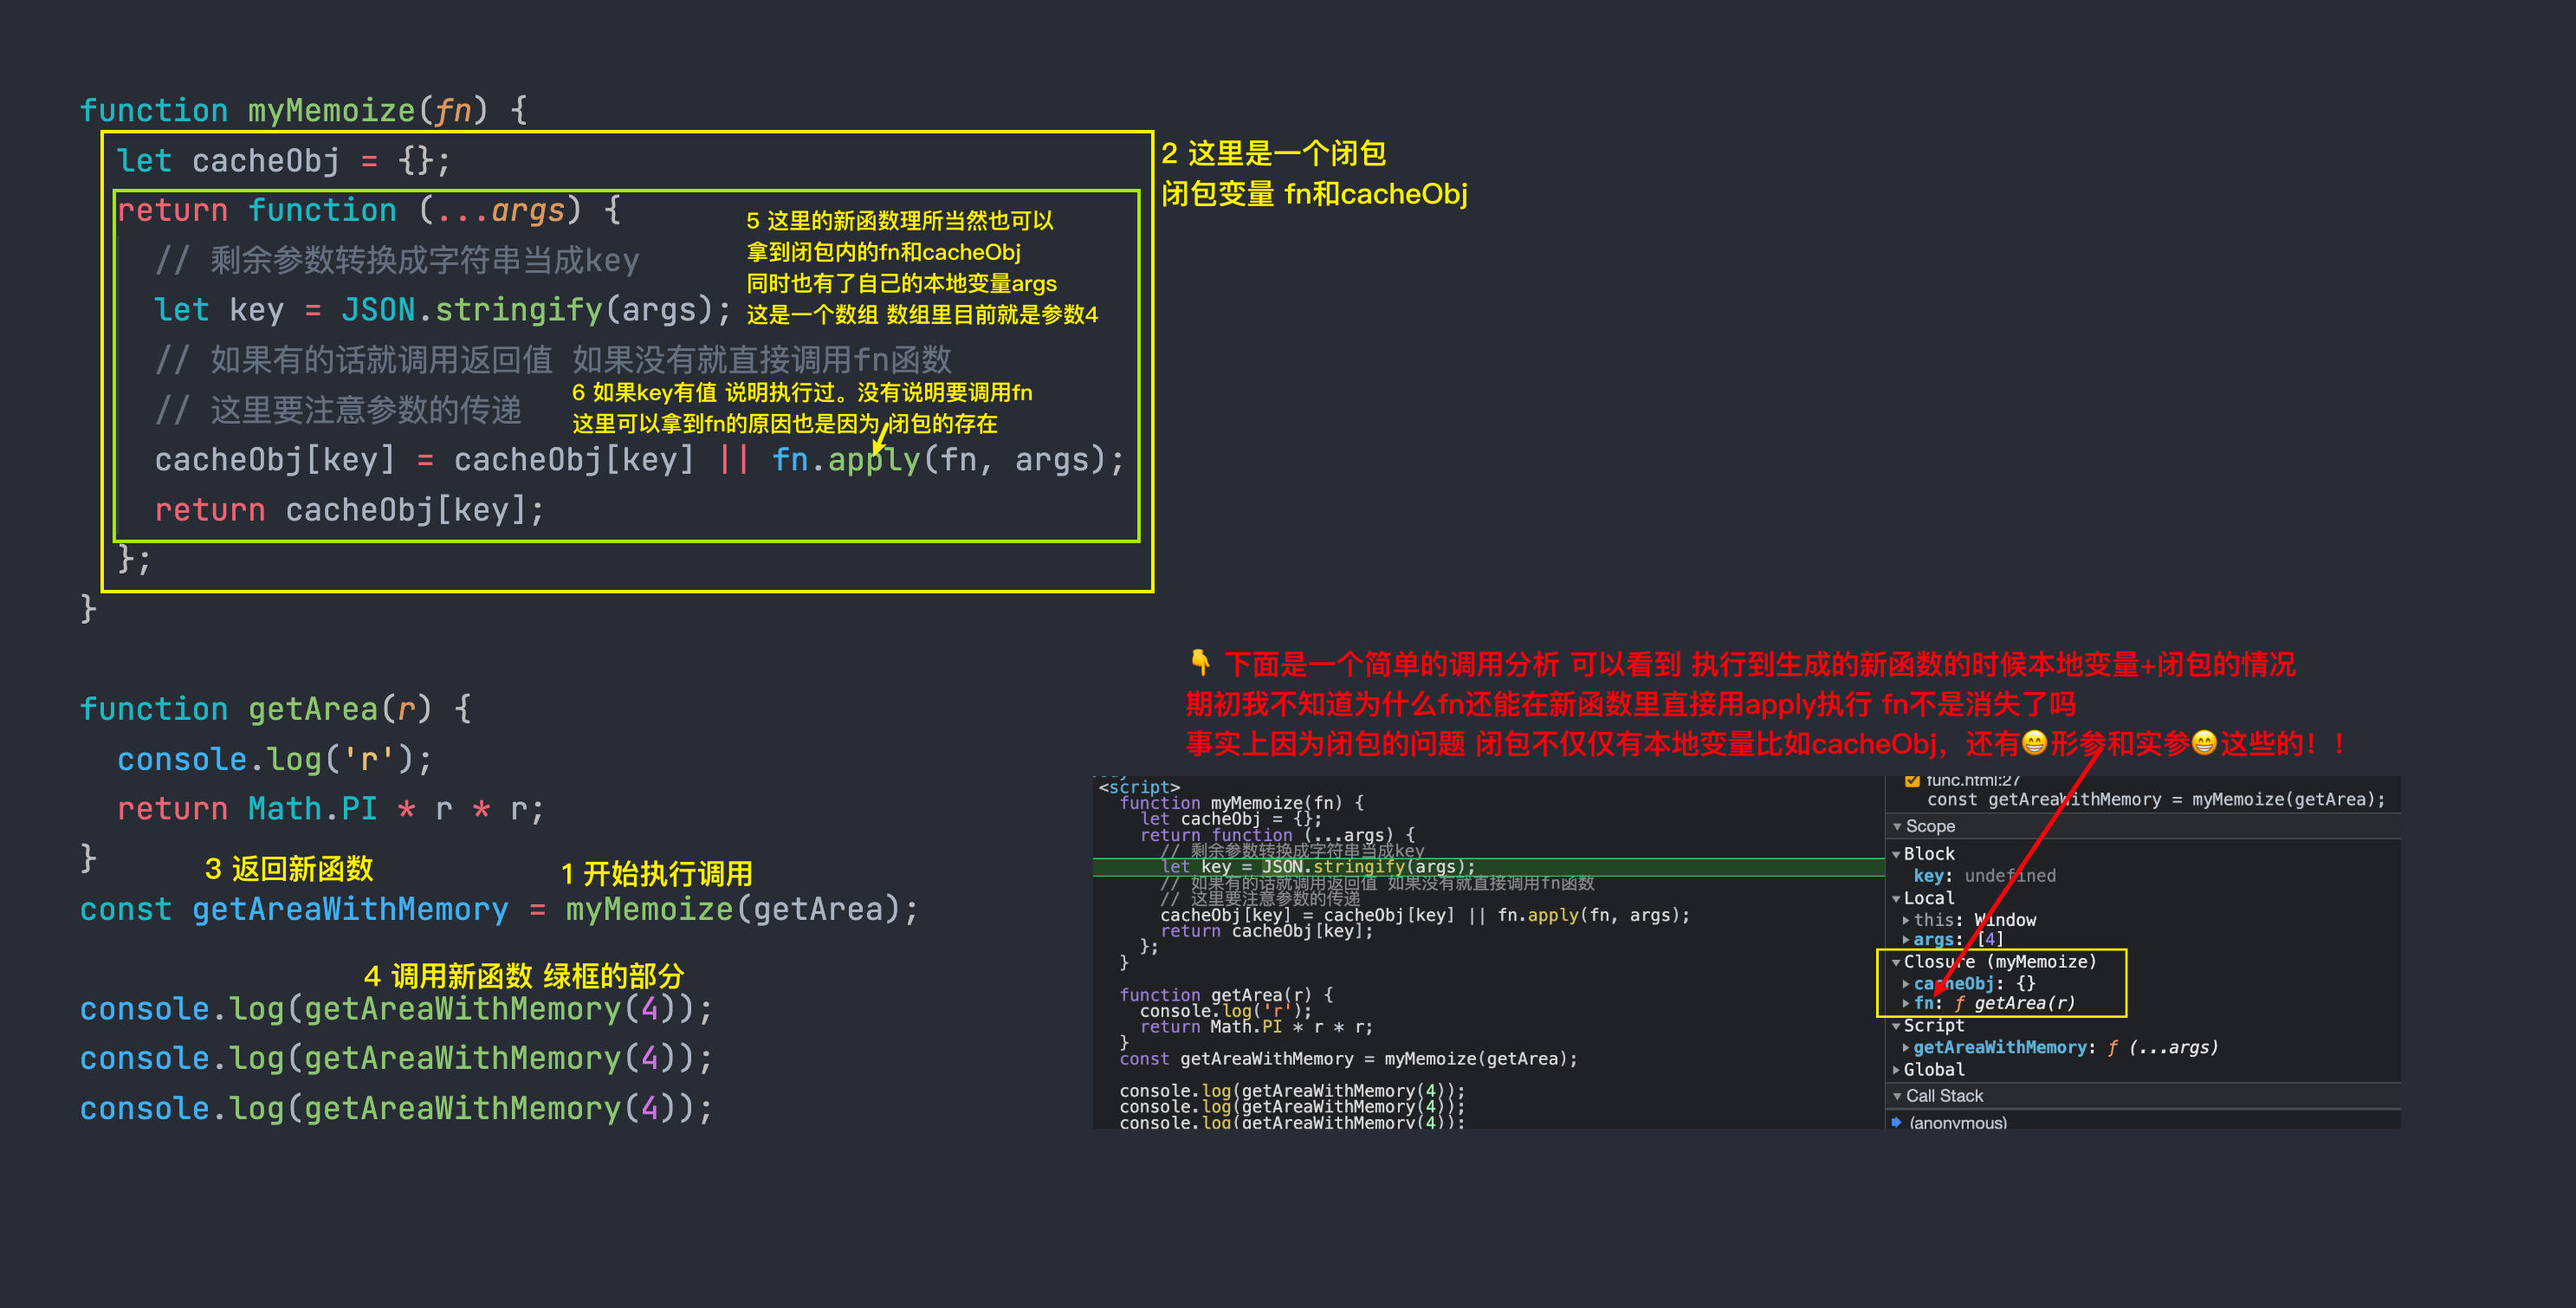 function myMemoize(fn) {
let cacheObj = {};
2 这里是一个闭包
闭包变量 fn和cacheObj
return function (...args) {
5 这里的新函数理所当然也可以
拿到闭包内的fn和cacheObj
同时也有了自己的本地变量args
这是一个数组 数组里目前就是参数4
// 剩余参数转换成字符串当成key
let key = JSON.stringify(args);
// 如果有的话就调用返回值 如果没有就直接调用fn函数
6 如果key有值 说明执行过。没有说明要调用fn
这里可以拿到fn的原因也是因为 闭包的存在
// 这里要注意参数的传递
cacheObj[key] = cacheObj[key] || fn.apply(fn, args);
return cacheObj[key];
};
}
function getArea(r) {
console.log('r');
return Math.PI * r * r;
}
3 返回新函数
1 开始执行调用
const getAreaWithMemory = myMemoize(getArea);
4 调用新函数 绿框的部分
console.log(getAreaWithMemory(4));
console.log(getAreaWithMemory(4));
console.log(getAreaWithMemory(4));
👇 下面是一个简单的调用分析 可以看到 执行到生成的新函数的时候本地变量+闭包的情况
期初我不知道为什么fn还能在新函数里直接用apply执行 fn不是消失了吗
事实上因为闭包的问题 闭包不仅仅有本地变量比如cacheObj，还有😁形参和实参😁这些的！！
<script>
function myMemoize(fn) {
let cacheObj = {};
return function (...args) {
// 剩余参数转换成字符串当成key
let key = JSON.stringify(args);
// 如果有的话就调用返回值 如果没有就直接调用fn函数
// 这里要注意参数的传递
cacheObj[key] = cacheObj[key] || fn.apply(fn, args);
return cacheObj[key];
};
}
function getArea(r) {
console.log('r');
return Math.PI * r * r;
}
const getAreaWithMemory = myMemoize(getArea);
console.log(getAreaWithMemory(4));
console.log(getAreaWithMemory(4));
console.log(getAreaWithMemory(4));
func.html:27
const getAreaWithMemory = myMemoize(getArea);
Scope
Block
key: undefined
Local
this: Window
args: [4]
Closure (myMemoize)
cacheObj: {}
fn: ƒ getArea(r)
Script
getAreaWithMemory: ƒ (...args)
Global
Call Stack
(anonymous)